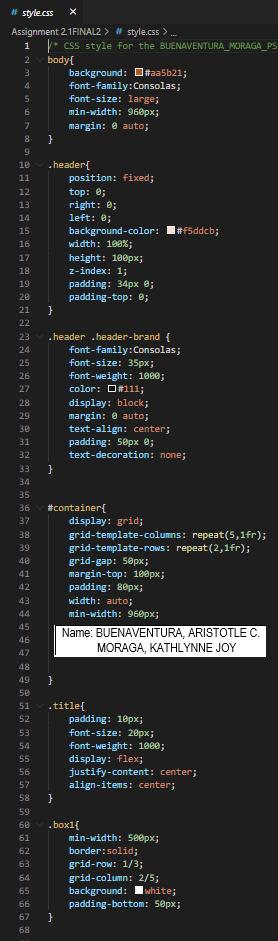 # style.css ×
Assignment 2.1FINAL2 > # style.css > ...
1 /* CSS style for the BUENAVENTURA_MORAGA_PS
2 body{
3 background: #aa5b21;
4 font-family:Consolas;
5 font-size: large;
6 min-width: 960px;
7 margin: 0 auto;
8 }
9
10 .header{
11 position: fixed;
12 top: 0;
13 right: 0;
14 left: 0;
15 background-color: #f5ddcb;
16 width: 100%;
17 height: 100px;
18 z-index: 1;
19 padding: 34px 0;
20 padding-top: 0;
21 }
22
23 .header .header-brand {
24 font-family:Consolas;
25 font-size: 35px;
26 font-weight: 1000;
27 color: #111;
28 display: block;
29 margin: 0 auto;
30 text-align: center;
31 padding: 50px 0;
32 text-decoration: none;
33 }
34
35
36 #container{
37 display: grid;
38 grid-template-columns: repeat(5,1fr);
39 grid-template-rows: repeat(2,1fr);
40 grid-gap: 50px;
41 margin-top: 100px;
42 padding: 80px;
43 width: auto;
44 min-width: 960px;
45
46 Name: BUENAVENTURA, ARISTOTLE C.
47 MORAGA, KATHLYNNE JOY
48
49 }
50
51 .title{
52 padding: 10px;
53 font-size: 20px;
54 font-weight: 1000;
55 display: flex;
56 justify-content: center;
57 align-items: center;
58 }
59
60 .box1{
61 min-width: 500px;
62 border:solid;
63 grid-row: 1/3;
64 grid-column: 2/5;
65 background: white;
66 padding-bottom: 50px;
67 }
68